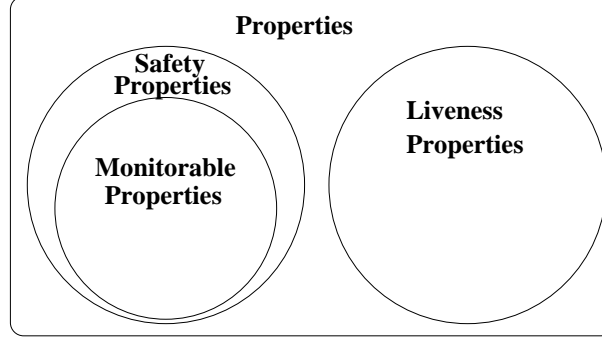 Properties
Safety
Properties
Liveness
Properties
Monitorable
Properties